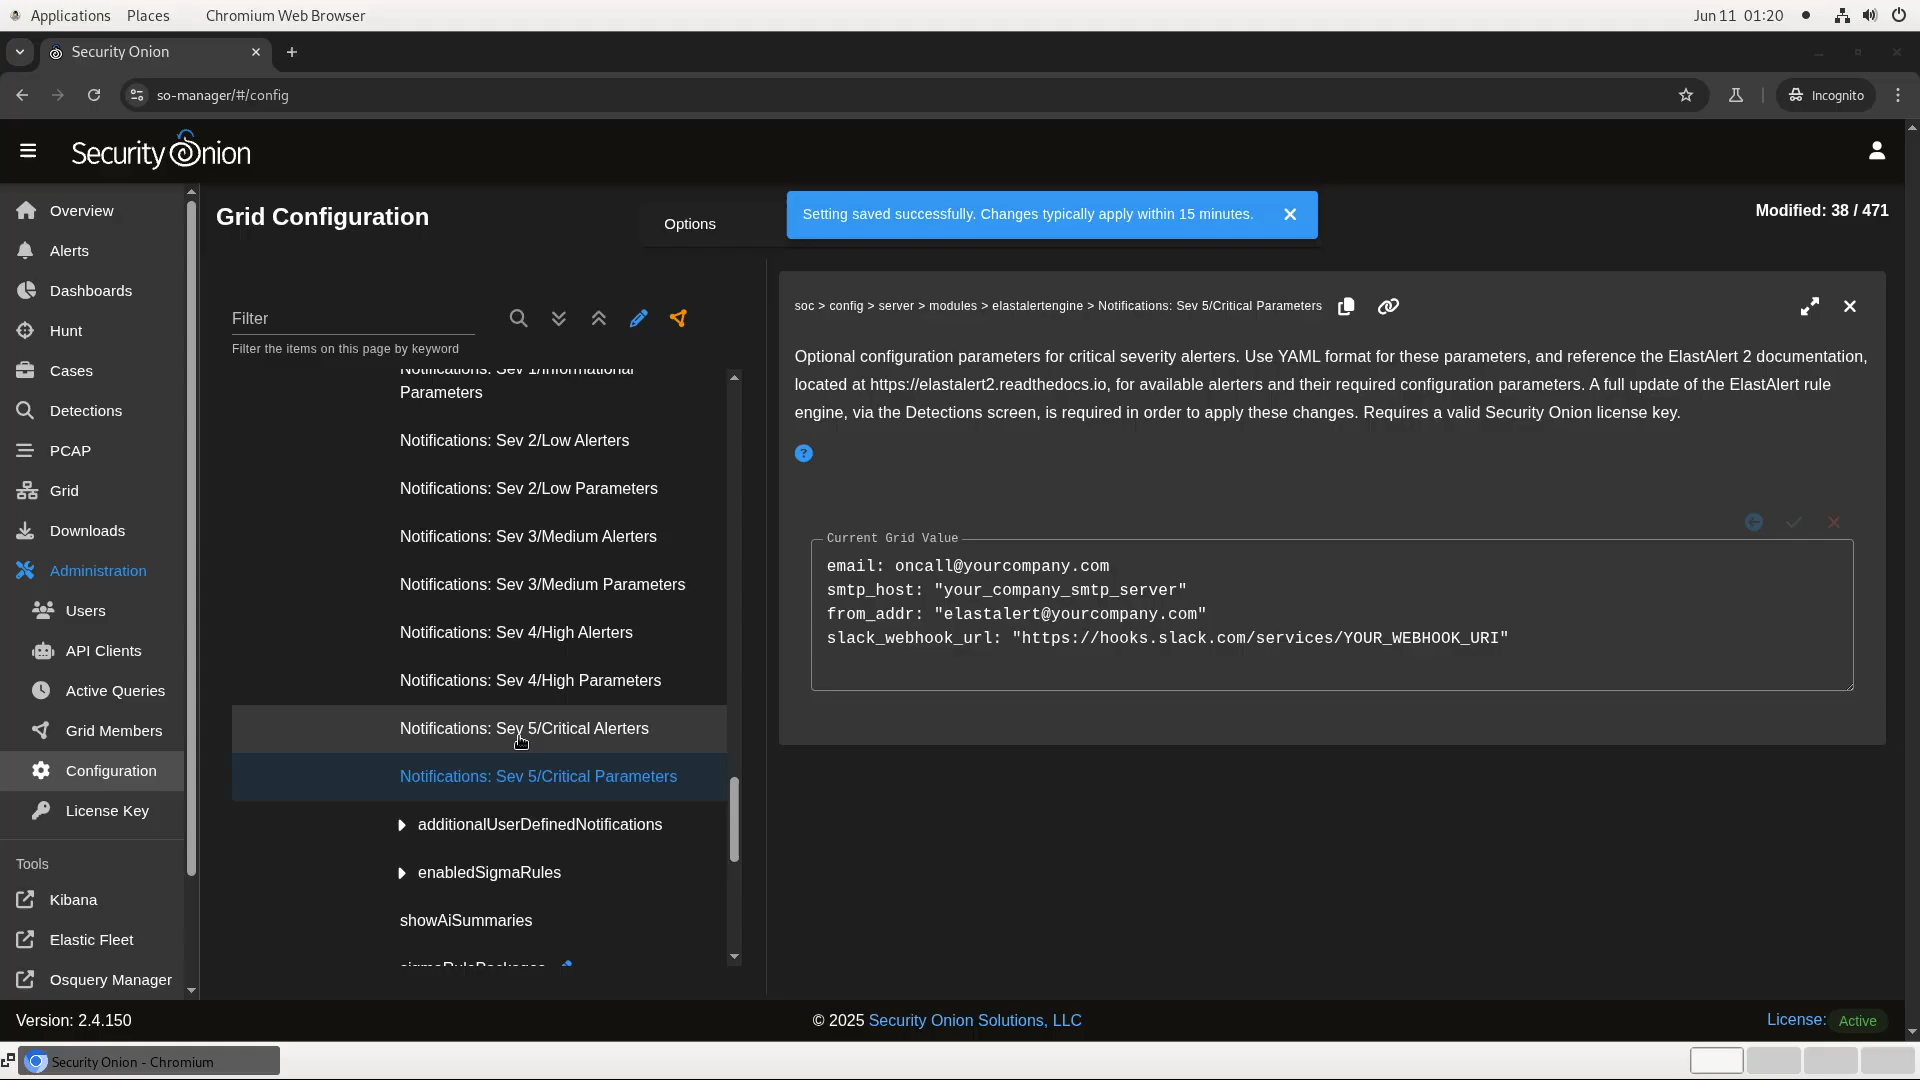 Applications Places Chromium Web Browser Jun 11 01:20
Security Onion
so-manager/#/config Incognito
Security Onion
Overview
Alerts
Dashboards
Hunt
Cases
Detections
PCAP
Grid
Downloads
Administration
Users
API Clients
Active Queries
Grid Members
Configuration
License Key
Tools
Kibana
Elastic Fleet
Osquery Manager
Grid Configuration
Options
Setting saved successfully. Changes typically apply within 15 minutes.
Modified: 38 / 471
Filter
Filter the items on this page by keyword
Notifications: Sev 1/Informational
Parameters
Notifications: Sev 2/Low Alerters
Notifications: Sev 2/Low Parameters
Notifications: Sev 3/Medium Alerters
Notifications: Sev 3/Medium Parameters
Notifications: Sev 4/High Alerters
Notifications: Sev 4/High Parameters
Notifications: Sev 5/Critical Alerters
Notifications: Sev 5/Critical Parameters
additionalUserDefinedNotifications
enabledSigmaRules
showAiSummaries
sigmaRulePackages
soc > config > server > modules > elastalertengine > Notifications: Sev 5/Critical Parameters
Optional configuration parameters for critical severity alerters. Use YAML format for these parameters, and reference the ElastAlert 2 documentation,
located at https://elastalert2.readthedocs.io, for available alerters and their required configuration parameters. A full update of the ElastAlert rule
engine, via the Detections screen, is required in order to apply these changes. Requires a valid Security Onion license key.
?
Current Grid Value
email: oncall@yourcompany.com
smtp_host: "your_company_smtp_server"
from_addr: "elastalert@yourcompany.com"
slack_webhook_url: "https://hooks.slack.com/services/YOUR_WEBHOOK_URI"
Version: 2.4.150
© 2025 Security Onion Solutions, LLC
License: Active
Security Onion - Chromium